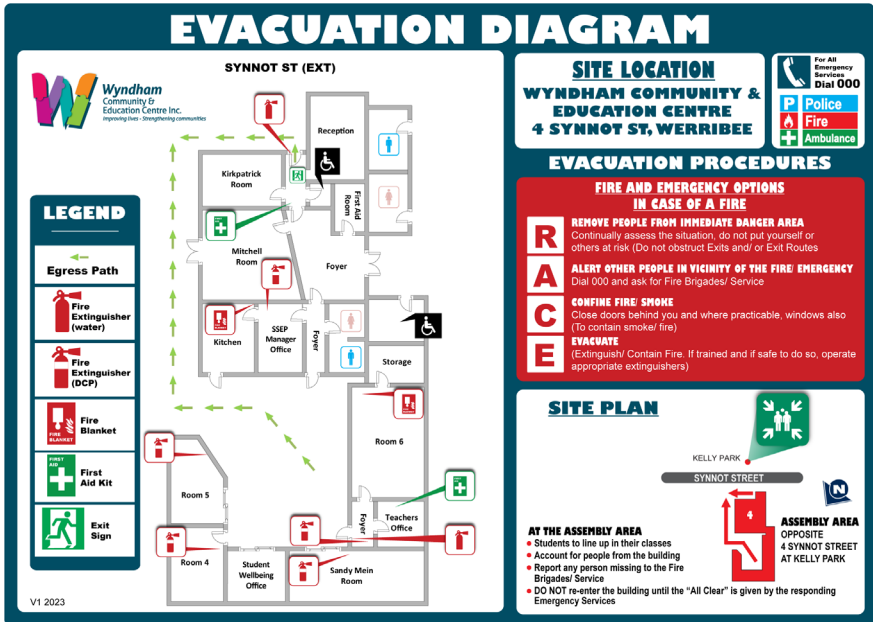 EVACUATION DIAGRAM
SYNNOT ST (EXT)
Wyndham
Community &
Education Centre Inc.
Improving lives - Strengthening communities
LEGEND
Egress Path
Fire
Extinguisher
(water)
Fire
Extinguisher
(DCP)
FIRE BLANKET
Fire
Blanket
FIRST
AID
First
Aid Kit
Exit
Sign
V1 2023
Reception
Kirkpatrick
Room
First Aid
Room
Mitchell
Room
Foyer
Kitchen
SSEP
Manager
Office
Foyer
Storage
Room 6
Room 5
Foyer
Teachers
Office
Room 4
Student
Wellbeing
Office
Sandy Mein
Room
SITE LOCATION
WYNDHAM COMMUNITY &
EDUCATION CENTRE
4 SYNNOT ST, WERRIBEE
For All
Emergency
Services
Dial 000
P Police
Fire
Ambulance
EVACUATION PROCEDURES
FIRE AND EMERGENCY OPTIONS
IN CASE OF A FIRE
R
REMOVE PEOPLE FROM IMMEDIATE DANGER AREA
Continually assess the situation, do not put yourself or
others at risk (Do not obstruct Exits and/ or Exit Routes
A
ALERT OTHER PEOPLE IN VICINITY OF THE FIRE/ EMERGENCY
Dial 000 and ask for Fire Brigades/ Service
C
CONFINE FIRE/ SMOKE
Close doors behind you and where practicable, windows also
(To contain smoke/ fire)
E
EVACUATE
(Extinguish/ Contain Fire. If trained and if safe to do so, operate
appropriate extinguishers)
SITE PLAN
KELLY PARK
SYNNOT STREET
N
4
ASSEMBLY AREA
OPPOSITE
4 SYNNOT STREET
AT KELLY PARK
AT THE ASSEMBLY AREA
Students to line up in their classes
Account for people from the building
Report any person missing to the Fire
Brigades/ Service
DO NOT re-enter the building until the “All Clear” is given by the responding
Emergency Services